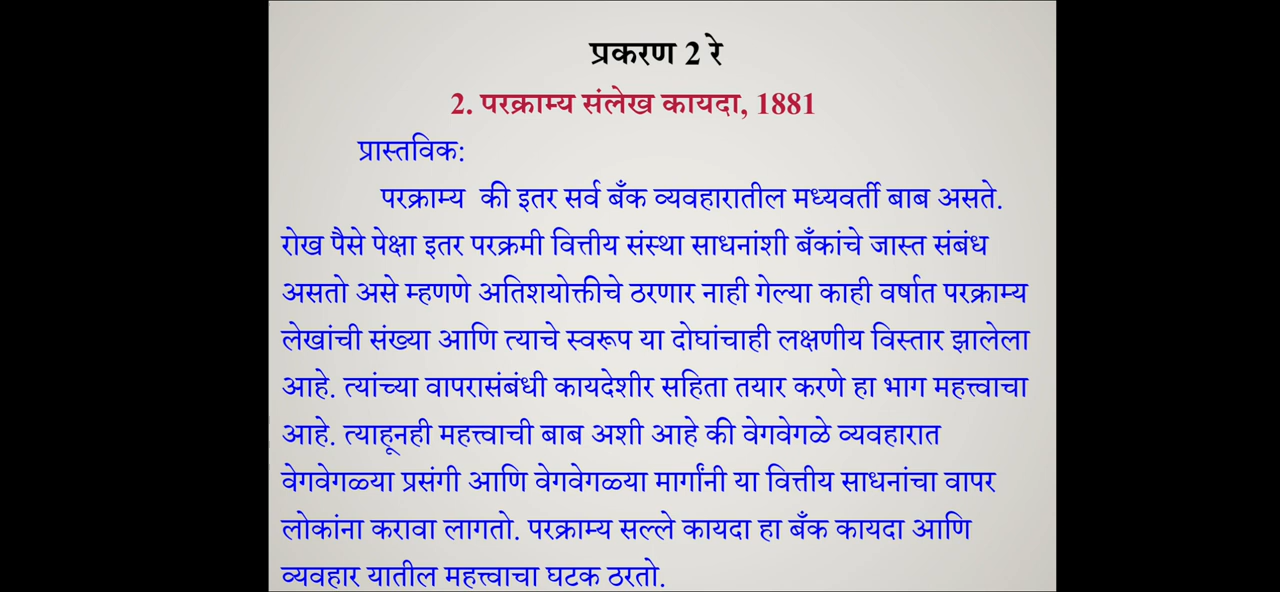 प्रकरण 2 रे
2. परक्राम्य संलेख कायदा, 1881
प्रास्तविक:
परक्राम्य की इतर सर्व बँक व्यवहारातील मध्यवर्ती बाब असते.
रोख पैसे पेक्षा इतर परक्रमी वित्तीय संस्था साधनांशी बँकांचे जास्त संबंध
असतो असे म्हणणे अतिशयोक्तीचे ठरणार नाही गेल्या काही वर्षात परक्राम्य
लेखांची संख्या आणि त्याचे स्वरूप या दोघांचाही लक्षणीय विस्तार झालेला
आहे. त्यांच्या वापरासंबंधी कायदेशीर सहिता तयार करणे हा भाग महत्त्वाचा
आहे. त्याहूनही महत्त्वाची बाब अशी आहे की वेगवेगळे व्यवहारात
वेगवेगळ्या प्रसंगी आणि वेगवेगळ्या मार्गांनी या वित्तीय साधनांचा वापर
लोकांना करावा लागतो. परक्राम्य सल्ले कायदा हा बँक कायदा आणि
व्यवहार यातील महत्त्वाचा घटक ठरतो.